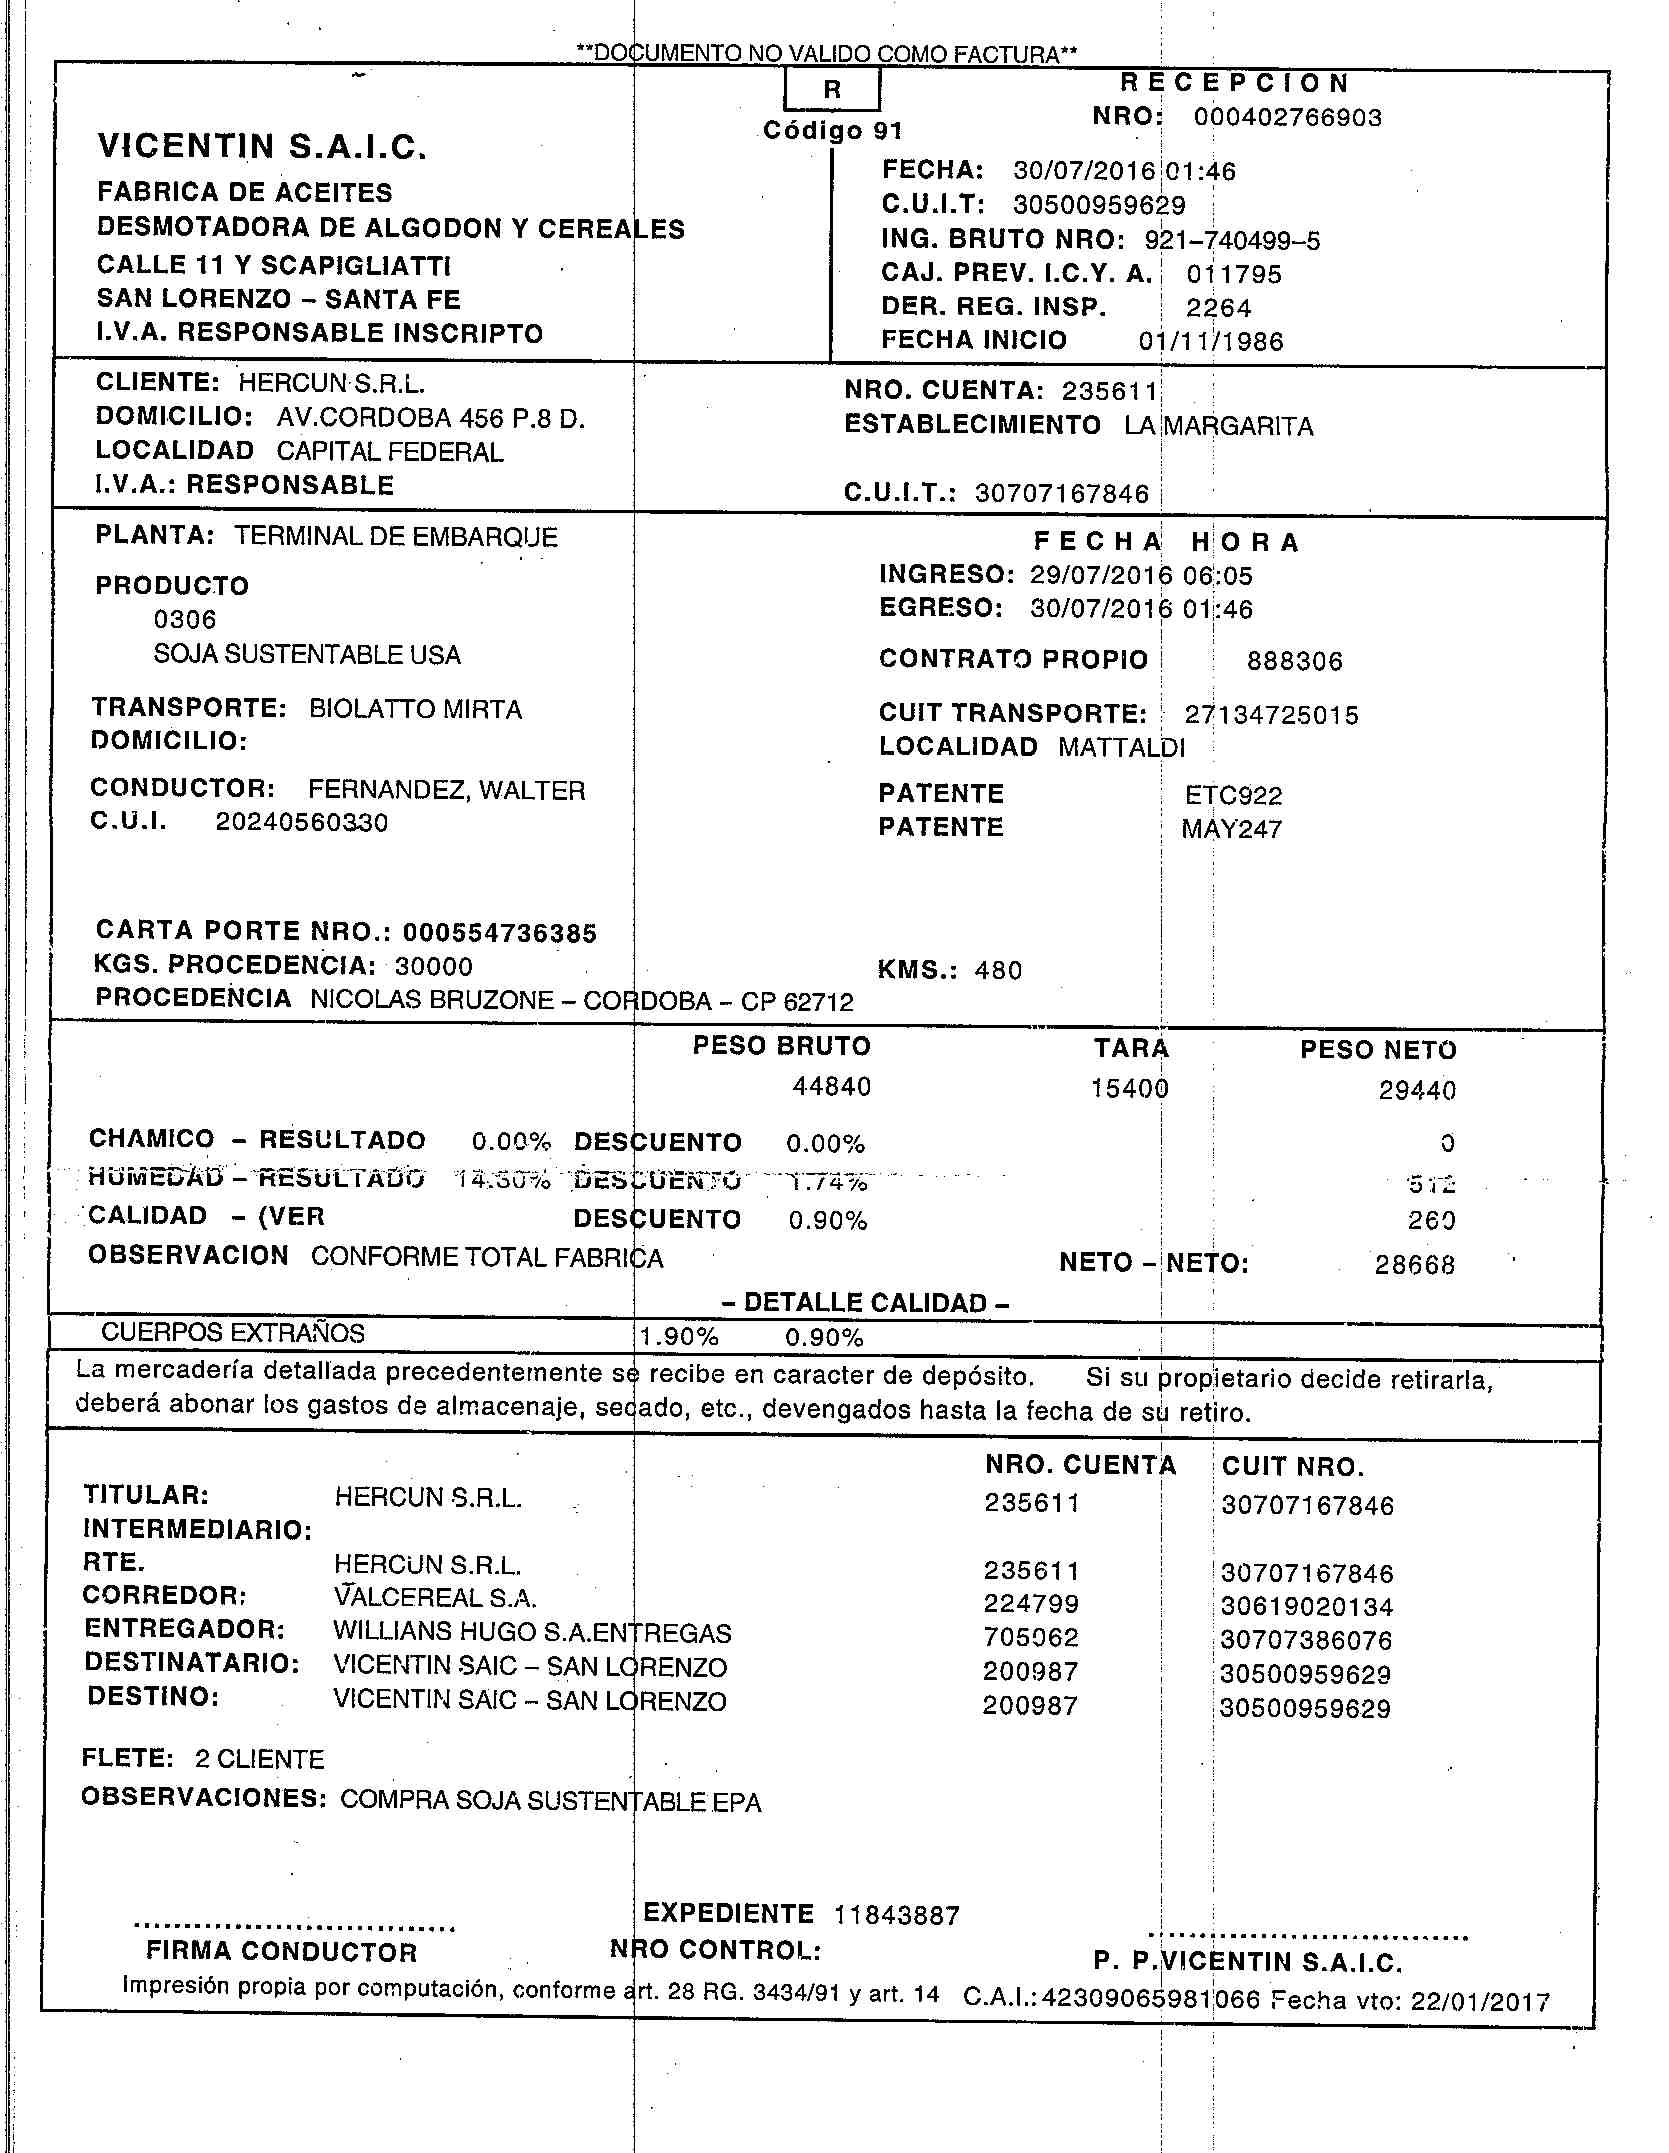 **DOCUMENTO NO VALIDO COMO FACTURA**
R
Código 91
RECEPCION
NRO: 000402766903
VICENTIN S.A.I.C.
FABRICA DE ACEITES
DESMOTADORA DE ALGODON Y CEREALES
CALLE 11 Y SCAPIGLIATTI
SAN LORENZO – SANTA FE
I.V.A. RESPONSABLE INSCRIPTO
FECHA: 30/07/2016 01:46
C.U.I.T: 30500959629
ING. BRUTO NRO: 921-740499-5
CAJ. PREV. I.C.Y. A. 011795
DER. REG. INSP. 2264
FECHA INICIO 01/11/1986
CLIENTE: HERCUN S.R.L.
DOMICILIO: AV.CORDOBA 456 P.8 D.
LOCALIDAD CAPITAL FEDERAL
I.V.A.: RESPONSABLE
NRO. CUENTA: 235611
ESTABLECIMIENTO LA MARGARITA
C.U.I.T.: 30707167846
PLANTA: TERMINAL DE EMBARQUE
PRODUCTO
0306
SOJA SUSTENTABLE USA
FECHA HORA
INGRESO: 29/07/2016 06:05
EGRESO: 30/07/2016 01:46
CONTRATO PROPIO 888306
TRANSPORTE: BIOLATTO MIRTA
DOMICILIO:
CUIT TRANSPORTE: 27134725015
LOCALIDAD MATTALDI
CONDUCTOR: FERNANDEZ, WALTER
C.U.I. 20240560330
PATENTE ETC922
PATENTE MAY247
CARTA PORTE NRO.: 000554736385
KGS. PROCEDENCIA: 30000 KMS.: 480
PROCEDENCIA NICOLAS BRUZONE – CORDOBA – CP 62712
PESO BRUTO TARA PESO NETO
44840 15400 29440
CHAMICO – RESULTADO 0.00% DESCUENTO 0.00% 0
HUMEDAD – RESULTADO DESCUENTO 1.74% 512
CALIDAD – (VER DESCUENTO 0.90% 260
OBSERVACION CONFORME TOTAL FABRICA NETO – NETO: 28668
– DETALLE CALIDAD –
CUERPOS EXTRAÑOS 1.90% 0.90%
La mercadería detallada precedentemente se recibe en caracter de depósito. Si su propietario decide retirarla,
deberá abonar los gastos de almacenaje, secado, etc., devengados hasta la fecha de su retiro.
NRO. CUENTA CUIT NRO.
TITULAR: HERCUN S.R.L. 235611 30707167846
INTERMEDIARIO:
RTE. HERCUN S.R.L. 235611 30707167846
CORREDOR: VALCEREAL S.A. 224799 30619020134
ENTREGADOR: WILLIANS HUGO S.A.ENTREGAS 705062 30707386076
DESTINATARIO: VICENTIN SAIC – SAN LORENZO 200987 30500959629
DESTINO: VICENTIN SAIC – SAN LORENZO 200987 30500959629
FLETE: 2 CLIENTE
OBSERVACIONES: COMPRA SOJA SUSTENTABLE EPA
EXPEDIENTE 11843887
FIRMA CONDUCTOR NRO CONTROL: P. P. VICENTIN S.A.I.C.
Impresión propia por computación, conforme art. 28 RG. 3434/91 y art. 14 C.A.I.:42309065981066 Fecha vto: 22/01/2017